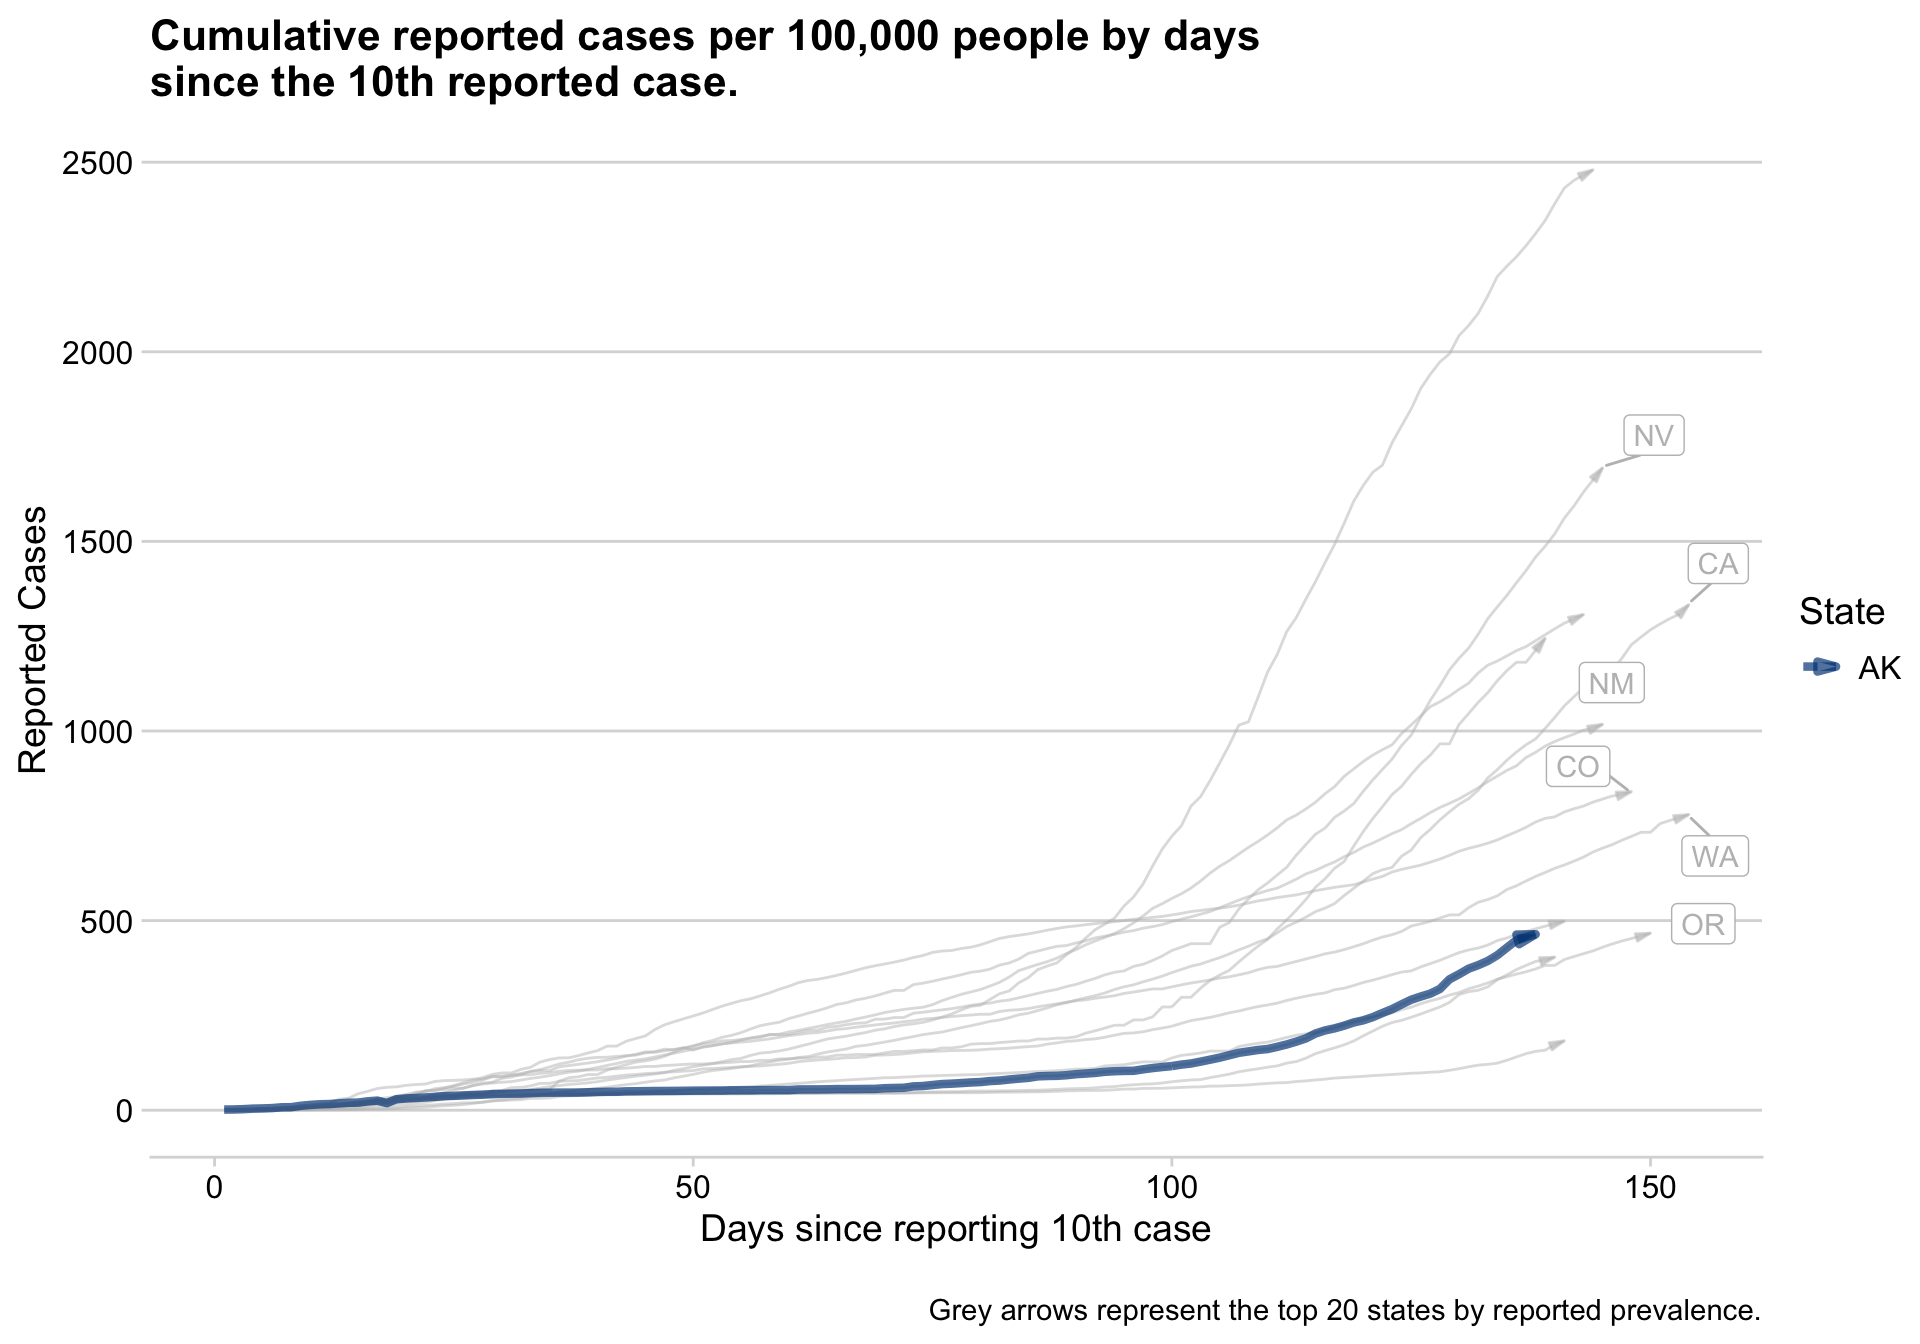 Cumulative reported cases per 100,000 people by days
since the 10th reported case.
Reported Cases
2500
2000
1500
1000
500
0
NV
CA
NM
CO
WA
OR
State
AK
0
50
100
150
Days since reporting 10th case
Grey arrows represent the top 20 states by reported prevalence.